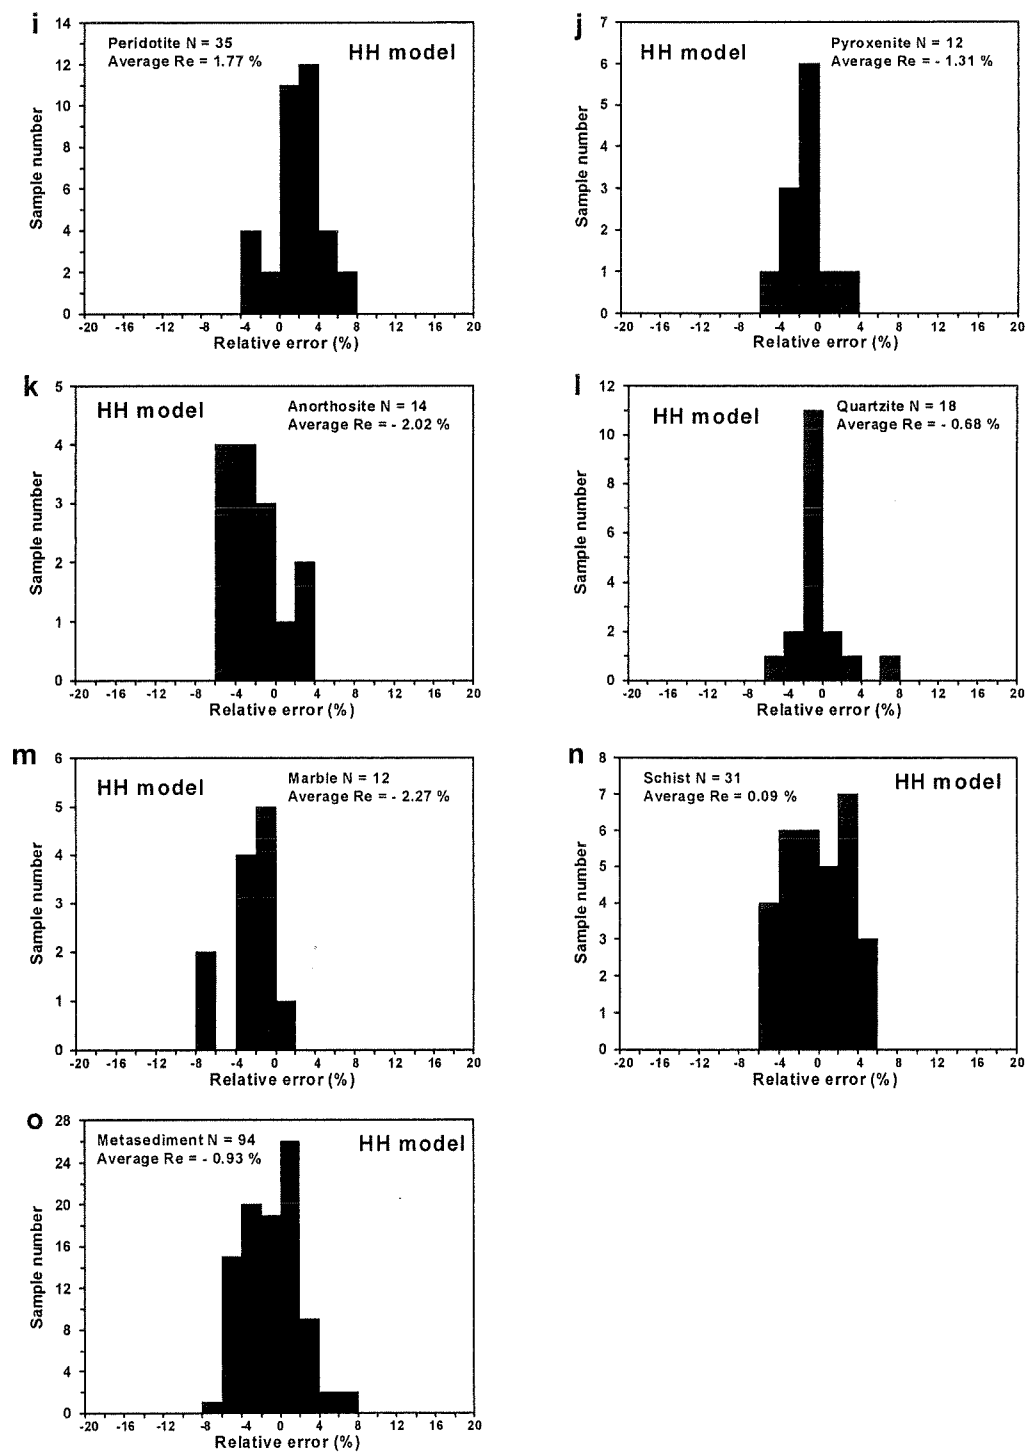 i
14
12
10
8
6
4
2
0
Sample number
Peridotite N = 35
Average Re = 1.77 %
HH model
-20 -16 -12 -8 -4 0 4 8 12 16 20
Relative error (%)
j
7
6
5
4
3
2
1
0
Sample number
HH model
Pyroxenite N = 12
Average Re = - 1.31 %
-20 -16 -12 -8 -4 0 4 8 12 16 20
Relative error (%)
k
5
4
3
2
1
0
Sample number
HH model
Anorthosite N = 14
Average Re = - 2.02 %
-20 -16 -12 -8 -4 0 4 8 12 16 20
Relative error (%)
l
12
10
8
6
4
2
0
Sample number
HH model
Quartzite N = 18
Average Re = - 0.68 %
-20 -16 -12 -8 -4 0 4 8 12 16 20
Relative error (%)
m
6
5
4
3
2
1
0
Sample number
HH model
Marble N = 12
Average Re = - 2.27 %
-20 -16 -12 -8 -4 0 4 8 12 16 20
Relative error (%)
n
8
7
6
5
4
3
2
1
0
Sample number
Schist N = 31
Average Re = 0.09 %
HH model
-20 -16 -12 -8 -4 0 4 8 12 16 20
Relative error (%)
o
28
24
20
16
12
8
4
0
Sample number
Metasediment N = 94
Average Re = - 0.93 %
HH model
-20 -16 -12 -8 -4 0 4 8 12 16 20
Relative error (%)